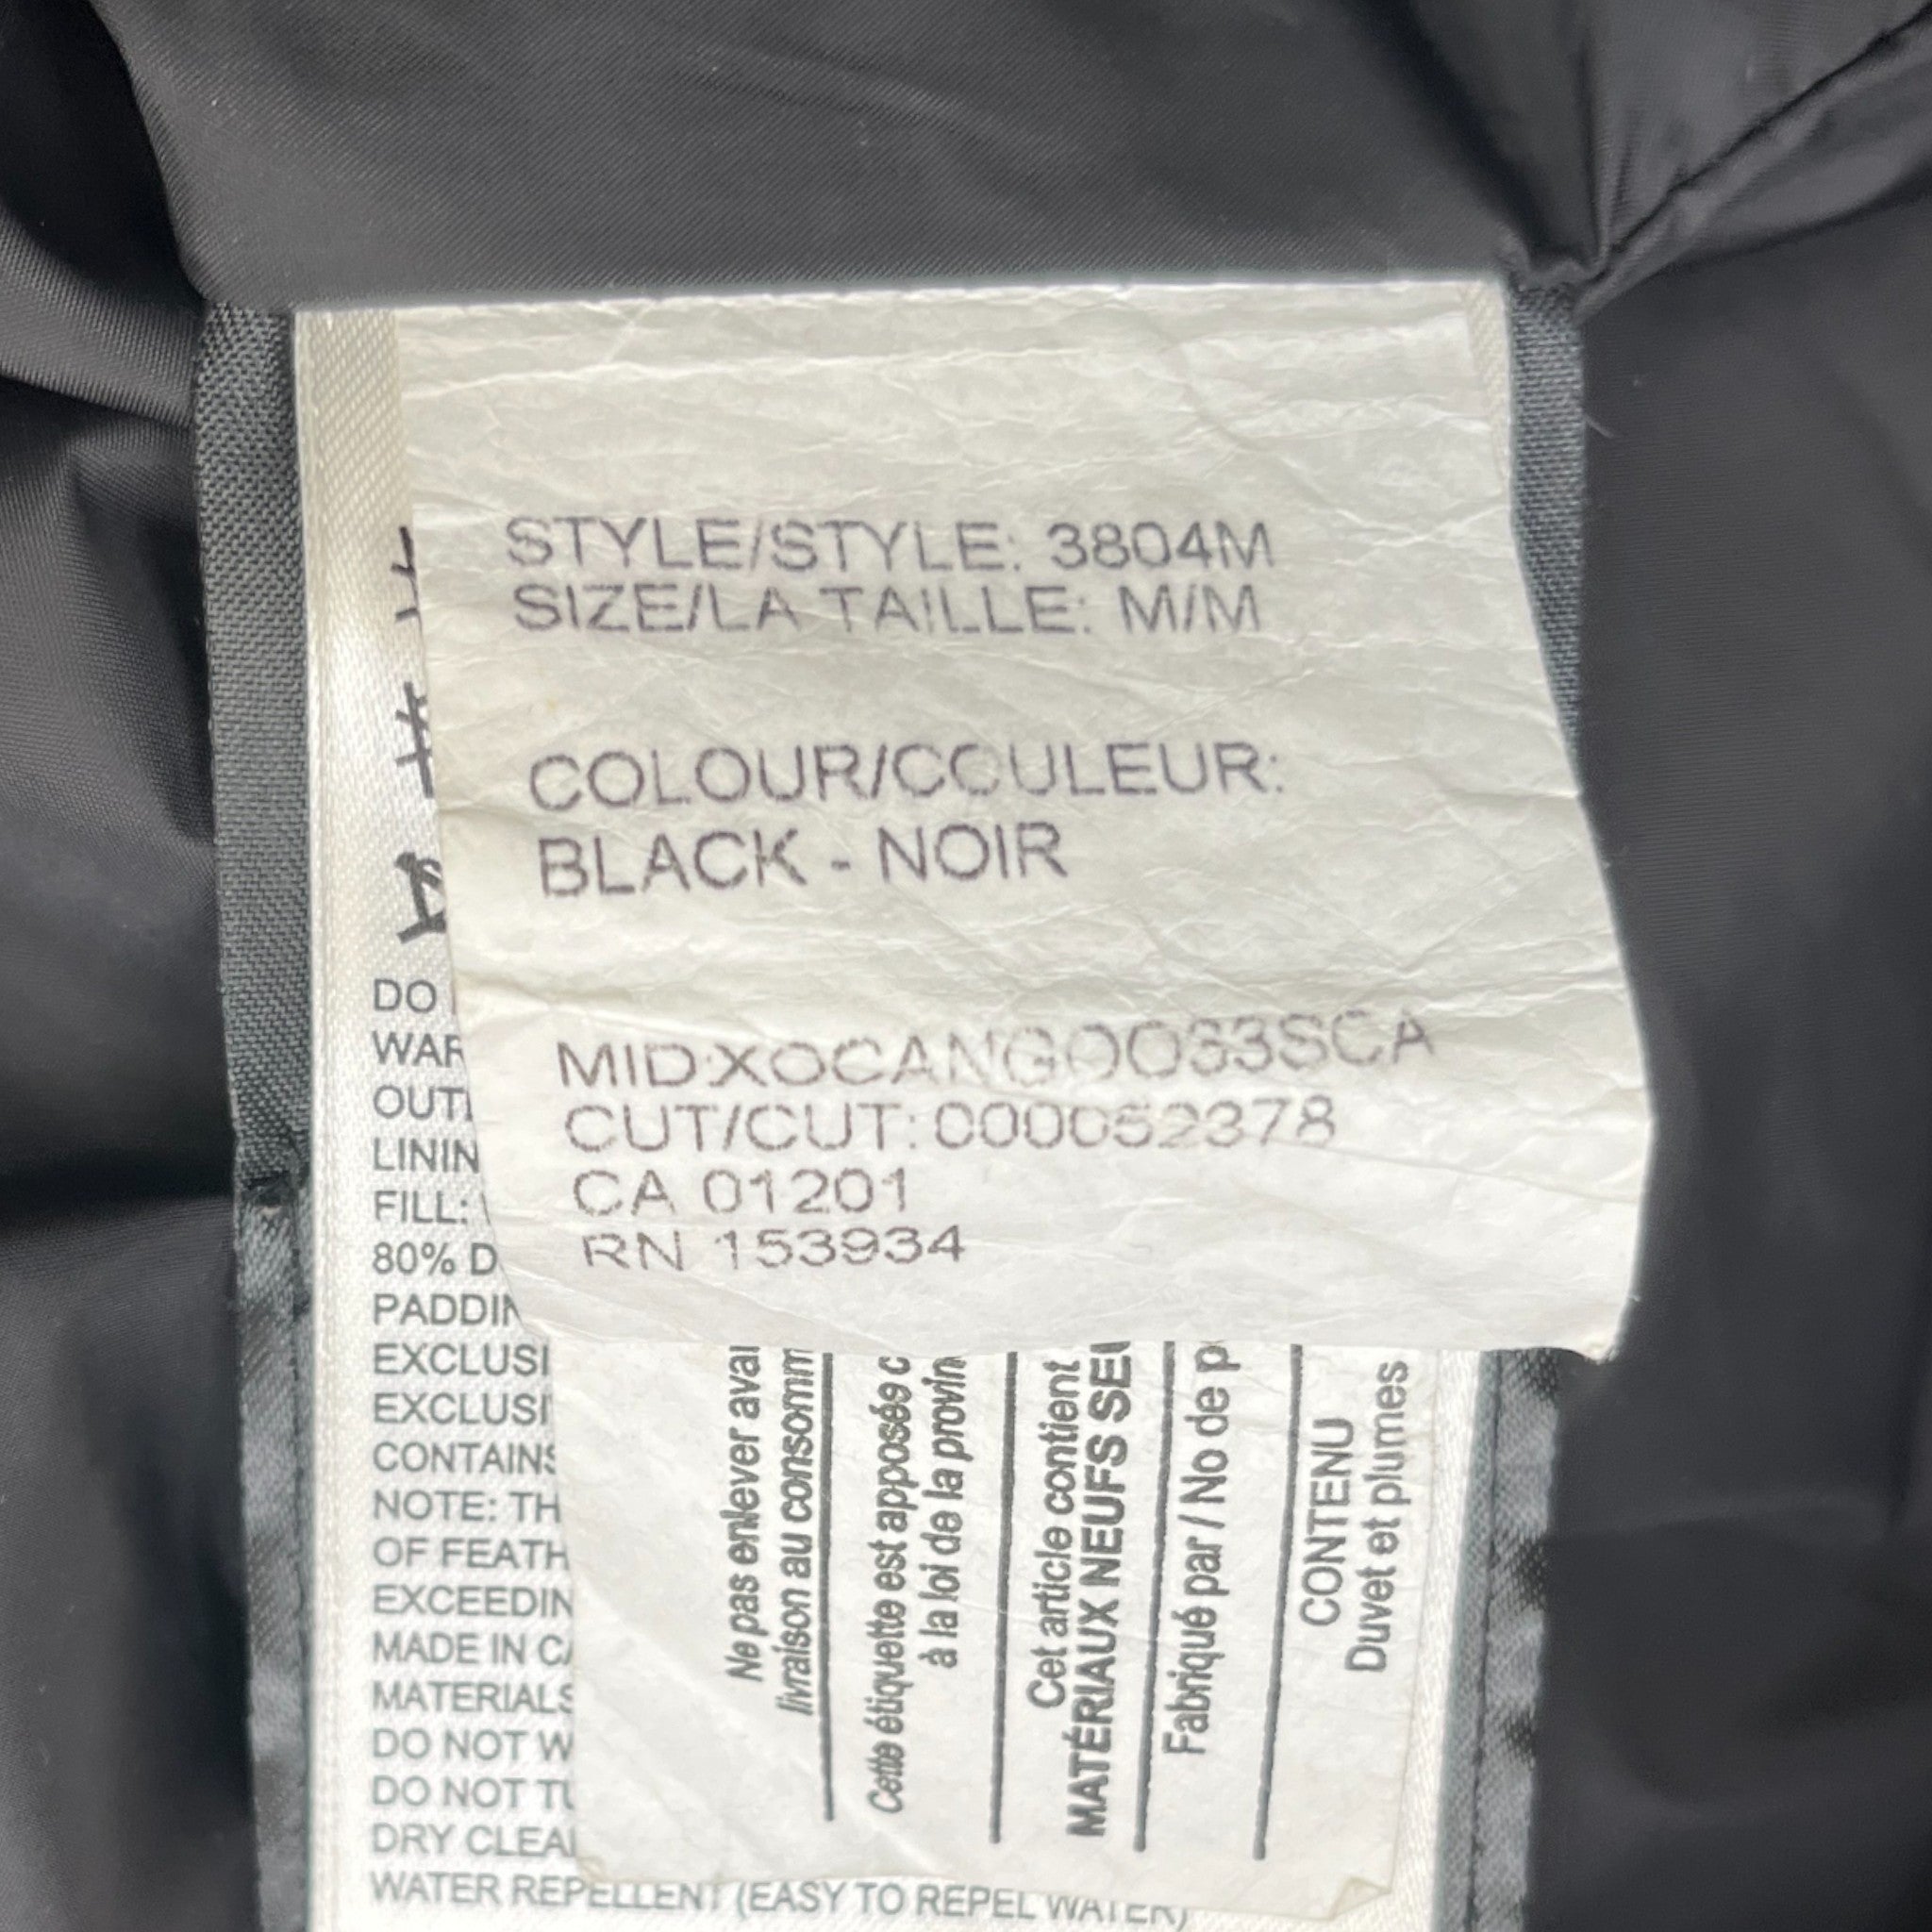 STYLE/STYLE: 3804M
SIZE/LA TAILLE: M/M
COLOUR/COULEUR:
BLACK - NOIR
MID:XOCANGOO33SCA
CUT/CUT: 000052378
CA 01201
RN 153934
DO
WAR
OUT
LININ
FILL:
80% D
PADDIN
EXCLUSI
EXCLUSI
CONTAINS
NOTE: TH
OF FEATH
EXCEEDIN
MADE IN CA
MATERIALS
DO NOT W
DO NOT TU
DRY CLEA
WATER REPELLENT (EASY TO REPEL WATER)
Ne pas enlever avan
livraison au consomm
Cette étiquette est apposée c
à la loi de la provin
Cet article contient
MATÉRIAUX NEUFS SEU
Fabriqué par / No de p
CONTENU
Duvet et plumes